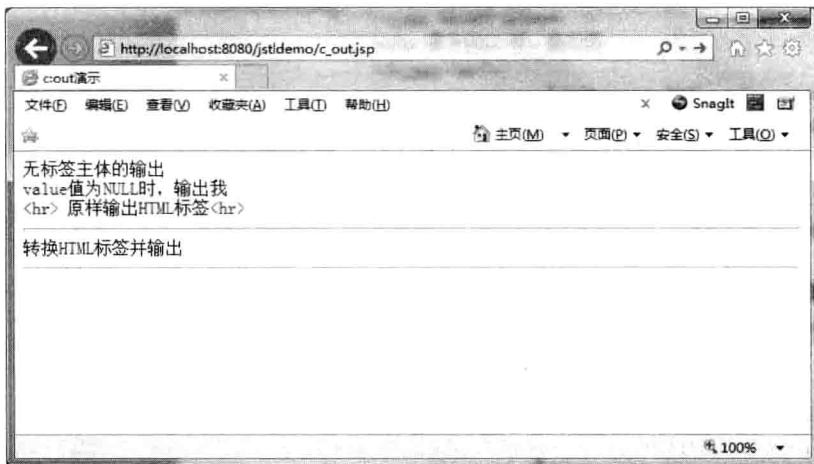 http://localhost:8080/jstldemo/c_out.jsp
c:out演示
文件(F) 编辑(E) 查看(V) 收藏夹(A) 工具(T) 帮助(H)
x SnagIt
主页(M) 页面(P) 安全(S) 工具(O)
无标签主体的输出
value值为NULL时，输出我
<hr> 原样输出HTML标签<hr>
转换HTML标签并输出
100%